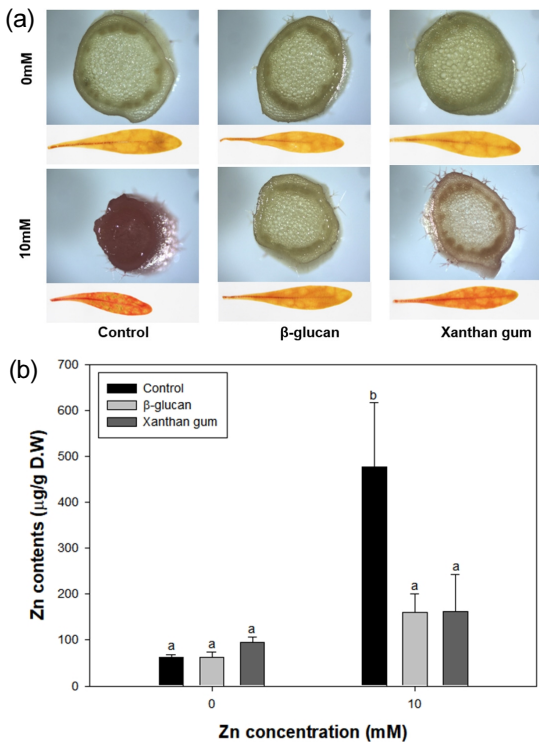 (a)
0mM
10mM
Control β-glucan Xanthan gum
(b)
700
600
500
400
300
200
100
0
Zn contents (μg/g D.W)
Control
β-glucan
Xanthan gum
a a a
b
a a
0 10
Zn concentration (mM)